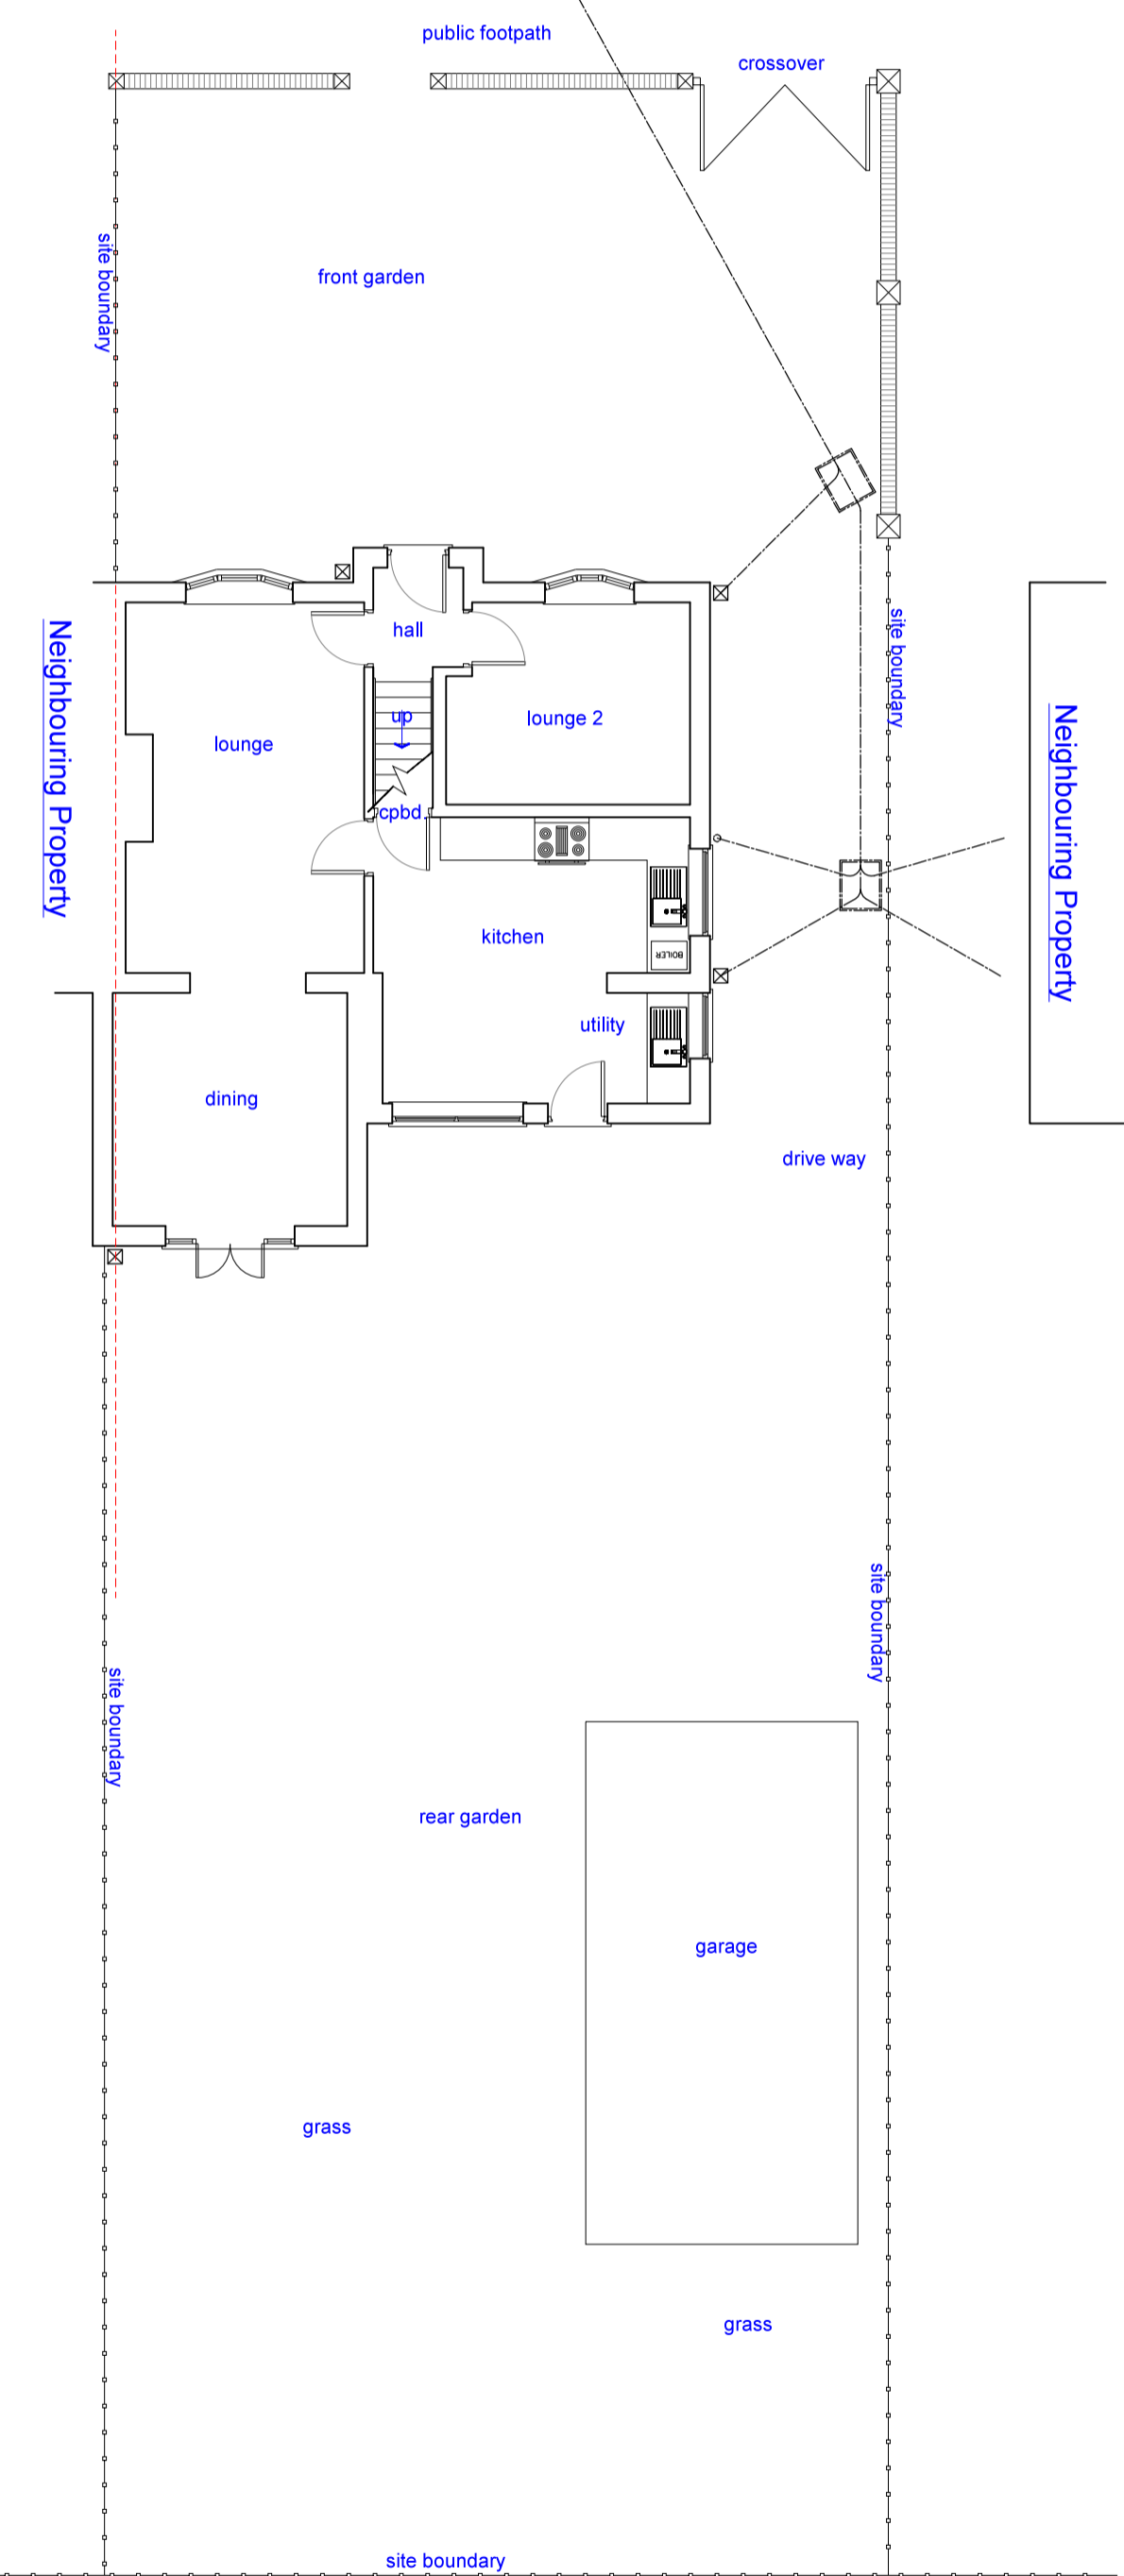 public footpath
crossover
site boundary
front garden
hall
site boundary
Neighbouring Property
up
lounge 2
lounge
Neighbouring Property
cpbd.
kitchen
BOILER
utility
dining
drive way
site boundary
site boundary
rear garden
garage
grass
grass
site boundary